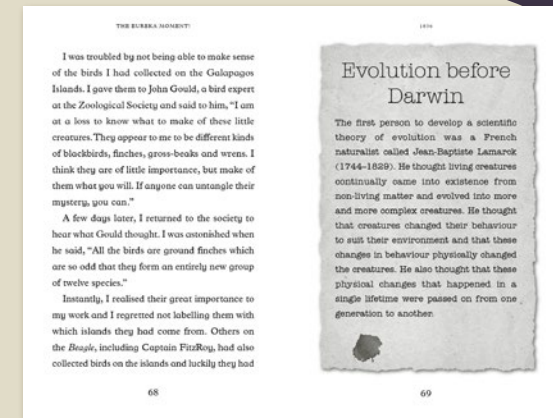 THE EUREKA MOMENT!
I was troubled by not being able to make sense
of the birds I had collected on the Galapagos
Islands. I gave them to John Gould, a bird expert
at the Zoological Society and said to him, “I am
at a loss to know what to make of these little
creatures. They appear to me to be different kinds
of blackbirds, finches, gross-beaks and wrens. I
think they are of little importance, but make of
them what you will. If anyone can untangle their
mystery, you can.”
A few days later, I returned to the society to
hear what Gould thought. I was astonished when
he said, “All the birds are ground finches which
are so odd that they form an entirely new group
of twelve species.”
Instantly, I realised their great importance to
my work and I regretted not labelling them with
which islands they had come from. Others on
the Beagle, including Captain FitzRoy, had also
collected birds on the islands and luckily they had
68
Evolution before
Darwin
The first person to develop a scientific
theory of evolution was a French
naturalist called Jean-Baptiste Lamarck
(1744–1829). He thought living creatures
continually came into existence from
non-living matter and evolved into more
and more complex creatures. He thought
that creatures changed their behaviour
to suit their environment and that these
changes in behaviour physically changed
the creatures. He also thought that these
physical changes that happened in a
single lifetime were passed on from one
generation to another.
69